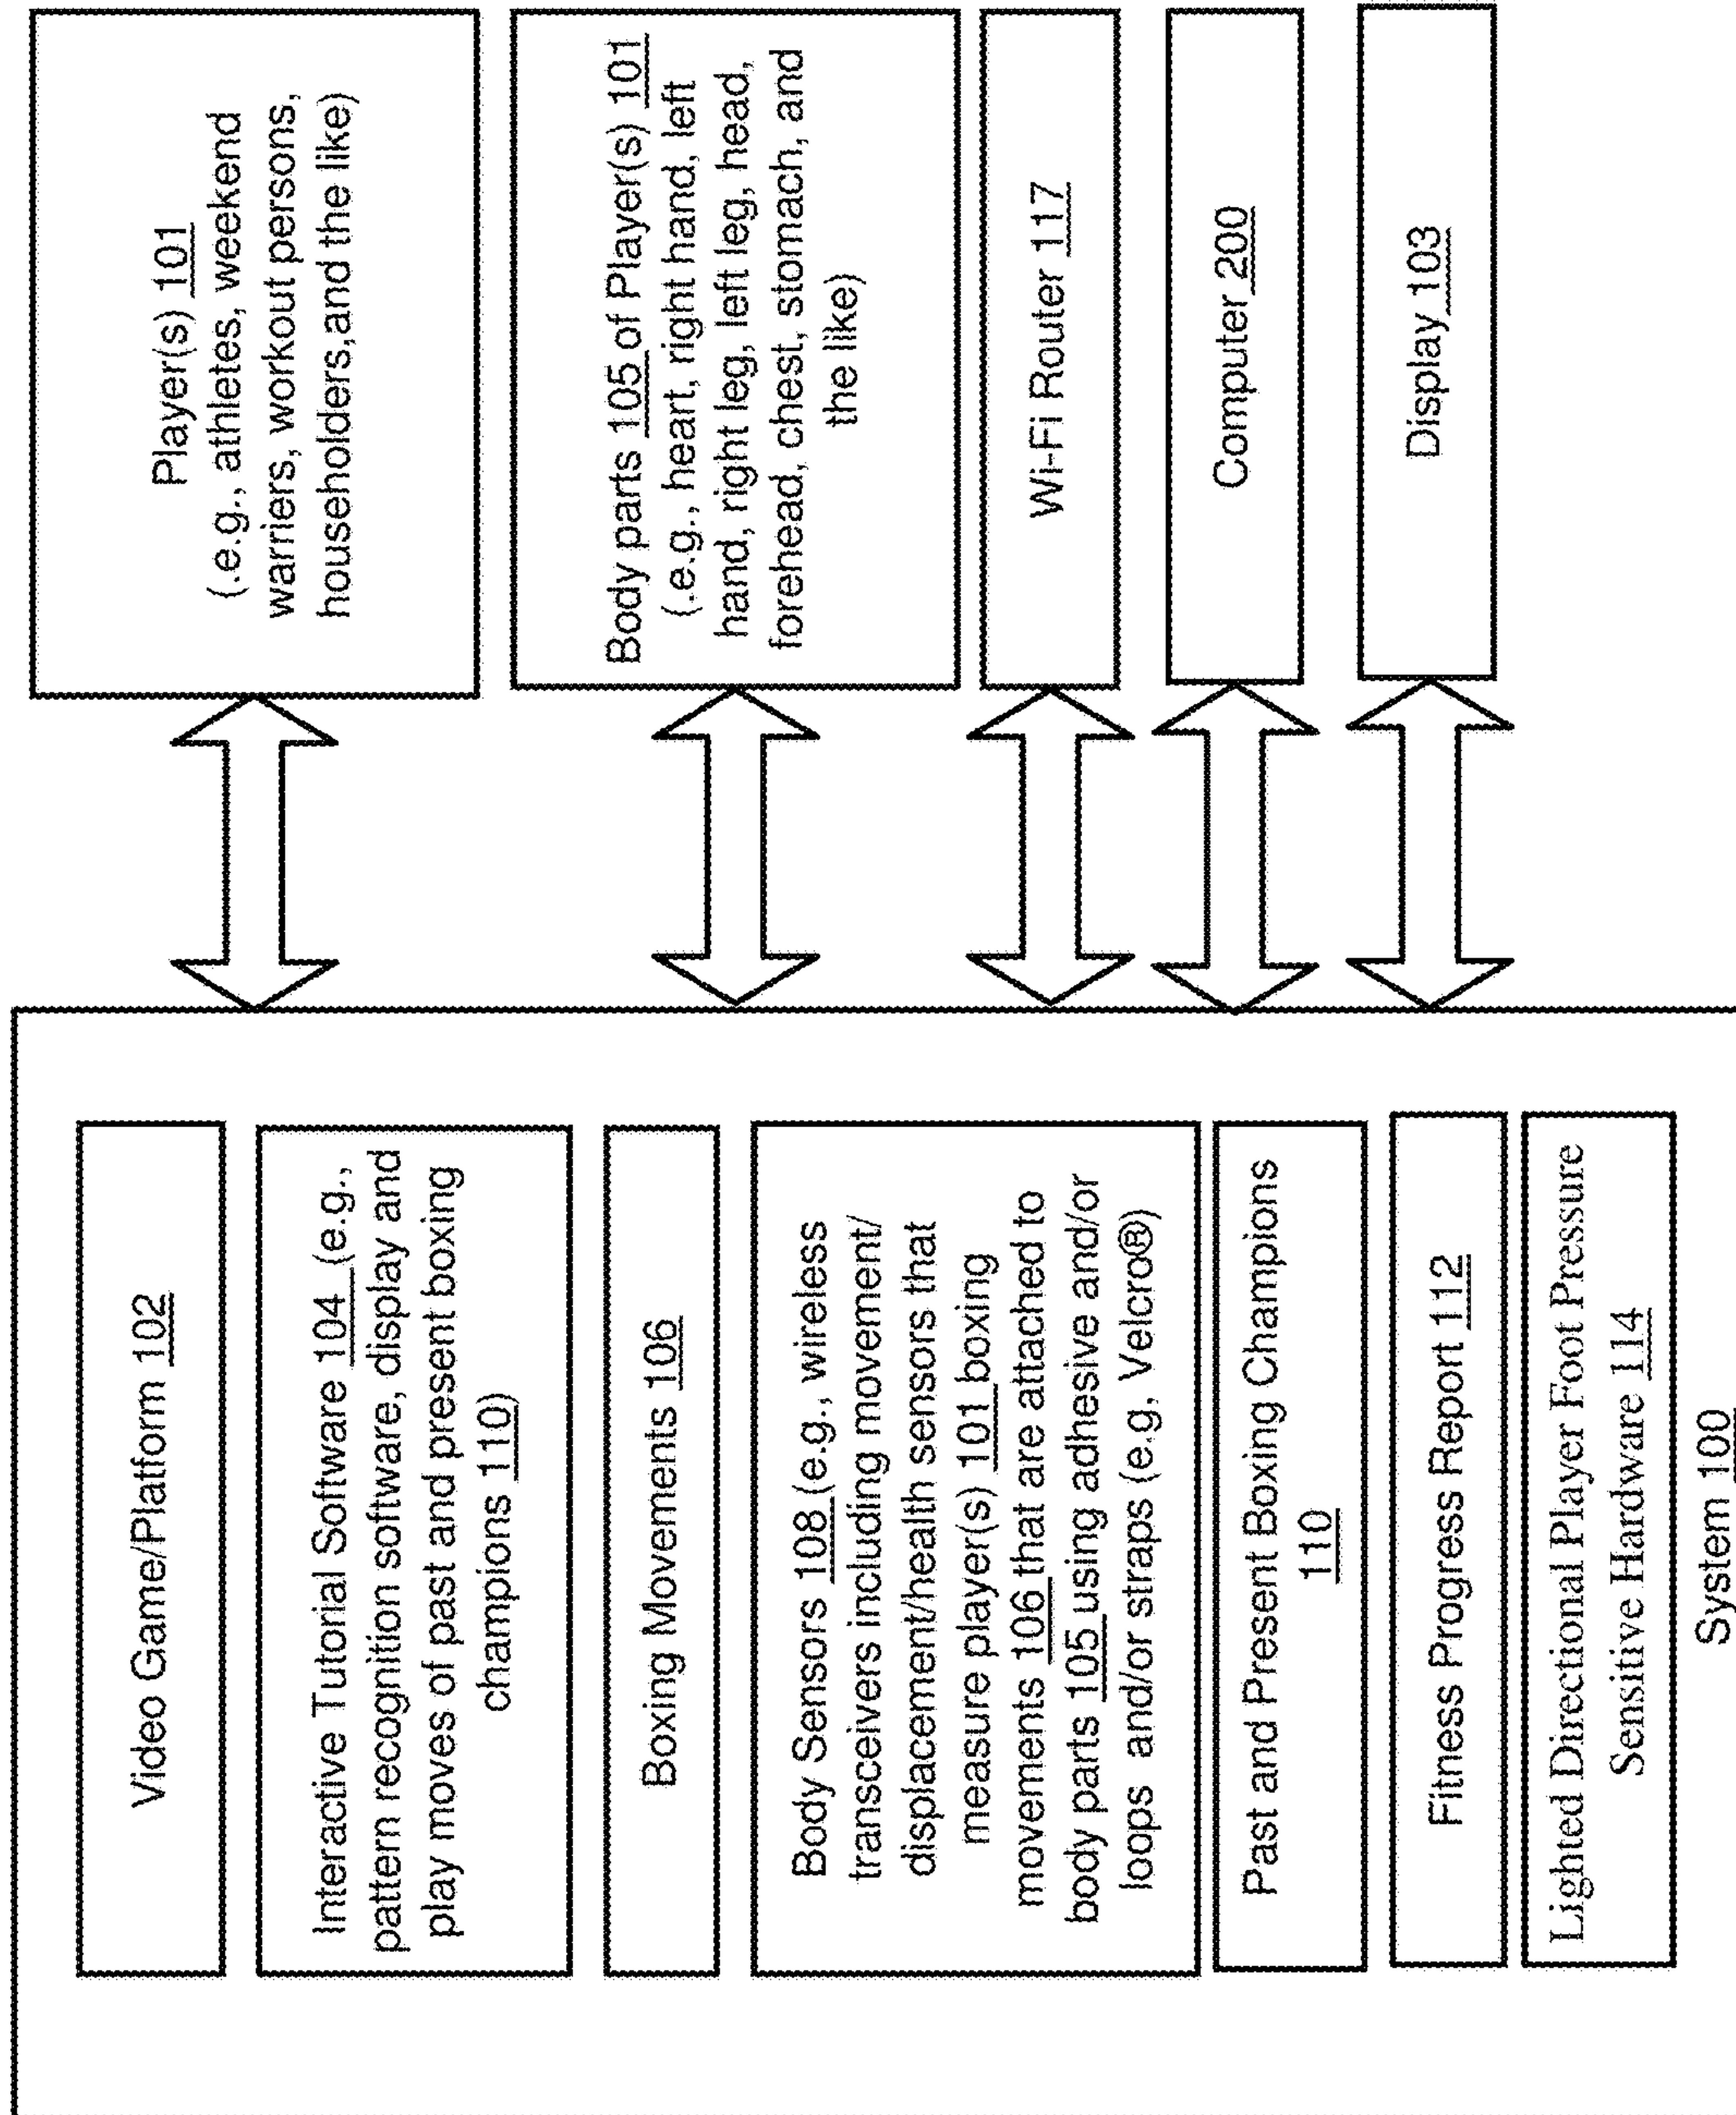 Video Game/Platform 102
Interactive Tutorial Software 104 (e.g.,
pattern recognition software, display and
play moves of past and present boxing
champions 110)
Boxing Movements 106
Body Sensors 108 (e.g., wireless
transceivers including movement/
displacement/health sensors that
measure player(s) 101 boxing
movements 106 that are attached to
body parts 105 using adhesive and/or
loops and/or straps (e.g, Velcro®)
Past and Present Boxing Champions
110
Fitness Progress Report 112
Lighted Directional Player Foot Pressure
Sensitive Hardware 114
System 100
Player(s) 101
(.e.g., athletes, weekend
warriers, workout persons,
householders,and the like)
Body parts 105 of Player(s) 101
(.e.g., heart, right hand, left
hand, right leg, left leg, head,
forehead, chest, stomach, and
the like)
Wi-Fi Router 117
Computer 200
Display 103